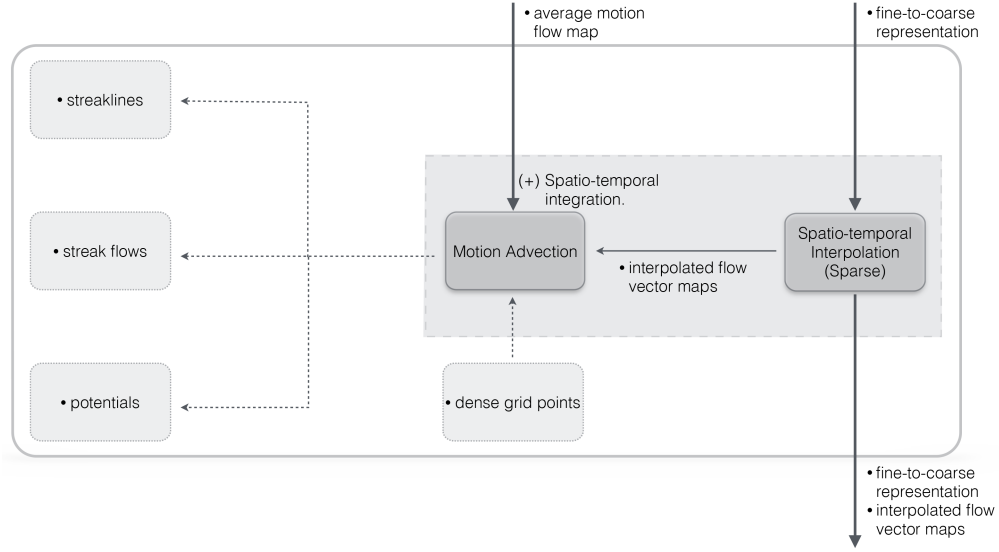 • average motion
flow map
• fine-to-coarse
representation
• streaklines
(+) Spatio-temporal
integration.
• streak flows
Motion Advection
• interpolated flow
vector maps
Spatio-temporal
Interpolation
(Sparse)
• potentials
• dense grid points
• fine-to-coarse
representation
• interpolated flow
vector maps